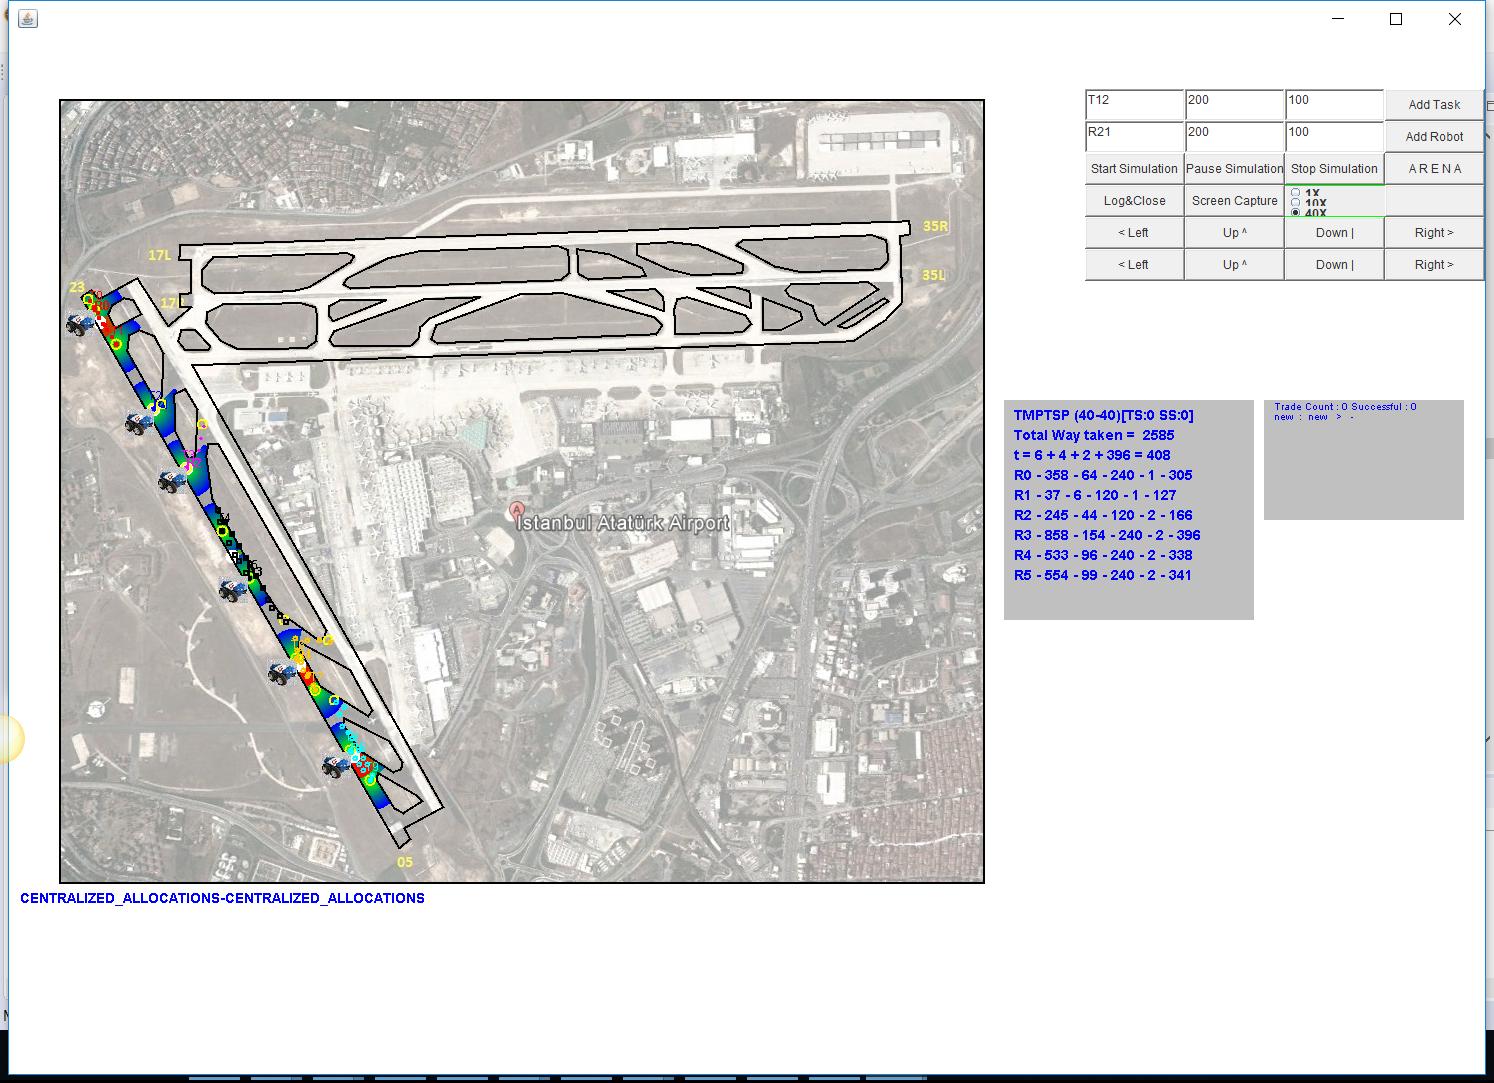 T12 200 100 Add Task
R21 200 100 Add Robot
Start Simulation Pause Simulation Stop Simulation A R E N A
Log&Close Screen Capture 1X
10X
40X
< Left Up ^ Down | Right >
< Left Up ^ Down | Right >
35R
17L
35L
23
17R
Istanbul Atatürk Airport
A
05
TMPTSP (40-40)[TS:0 SS:0]
Total Way taken = 2585
t = 6 + 4 + 2 + 396 = 408
R0 - 358 - 64 - 240 - 1 - 305
R1 - 37 - 6 - 120 - 1 - 127
R2 - 245 - 44 - 120 - 2 - 166
R3 - 858 - 154 - 240 - 2 - 396
R4 - 533 - 96 - 240 - 2 - 338
R5 - 554 - 99 - 240 - 2 - 341
Trade Count : 0 Successful : 0
new : new > -
CENTRALIZED_ALLOCATIONS-CENTRALIZED_ALLOCATIONS